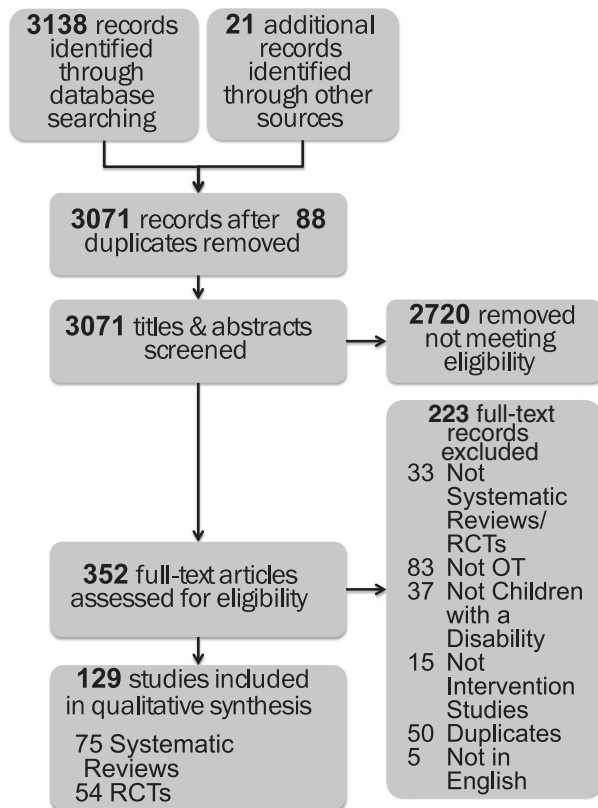 3138 records
identified
through
database
searching
21 additional
records
identified
through other
sources
3071 records after 88
duplicates removed
3071 titles & abstracts
screened
2720 removed
not meeting
eligibility
223 full-text
records
excluded
33 Not
Systematic
Reviews/
RCTs
83 Not OT
37 Not Children
with a
Disability
15 Not
Intervention
Studies
50 Duplicates
5 Not in
English
352 full-text articles
assessed for eligibility
129 studies included
in qualitative synthesis
75 Systematic
Reviews
54 RCTs